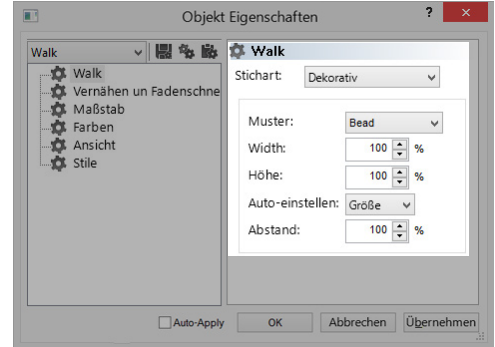 Objekt Eigenschaften
?
×
Walk
Walk
Vernähen un Fadenschne
Maßstab
Farben
Ansicht
Stile
Walk
Stichart: Dekorativ
Muster: Bead
Width: 100 %
Höhe: 100 %
Auto-einstellen: Größe
Abstand: 100 %
Auto-Apply OK Abbrechen Übernehmen